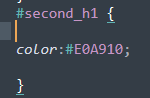 }
#second_h1 {
color:#E0A910;
}